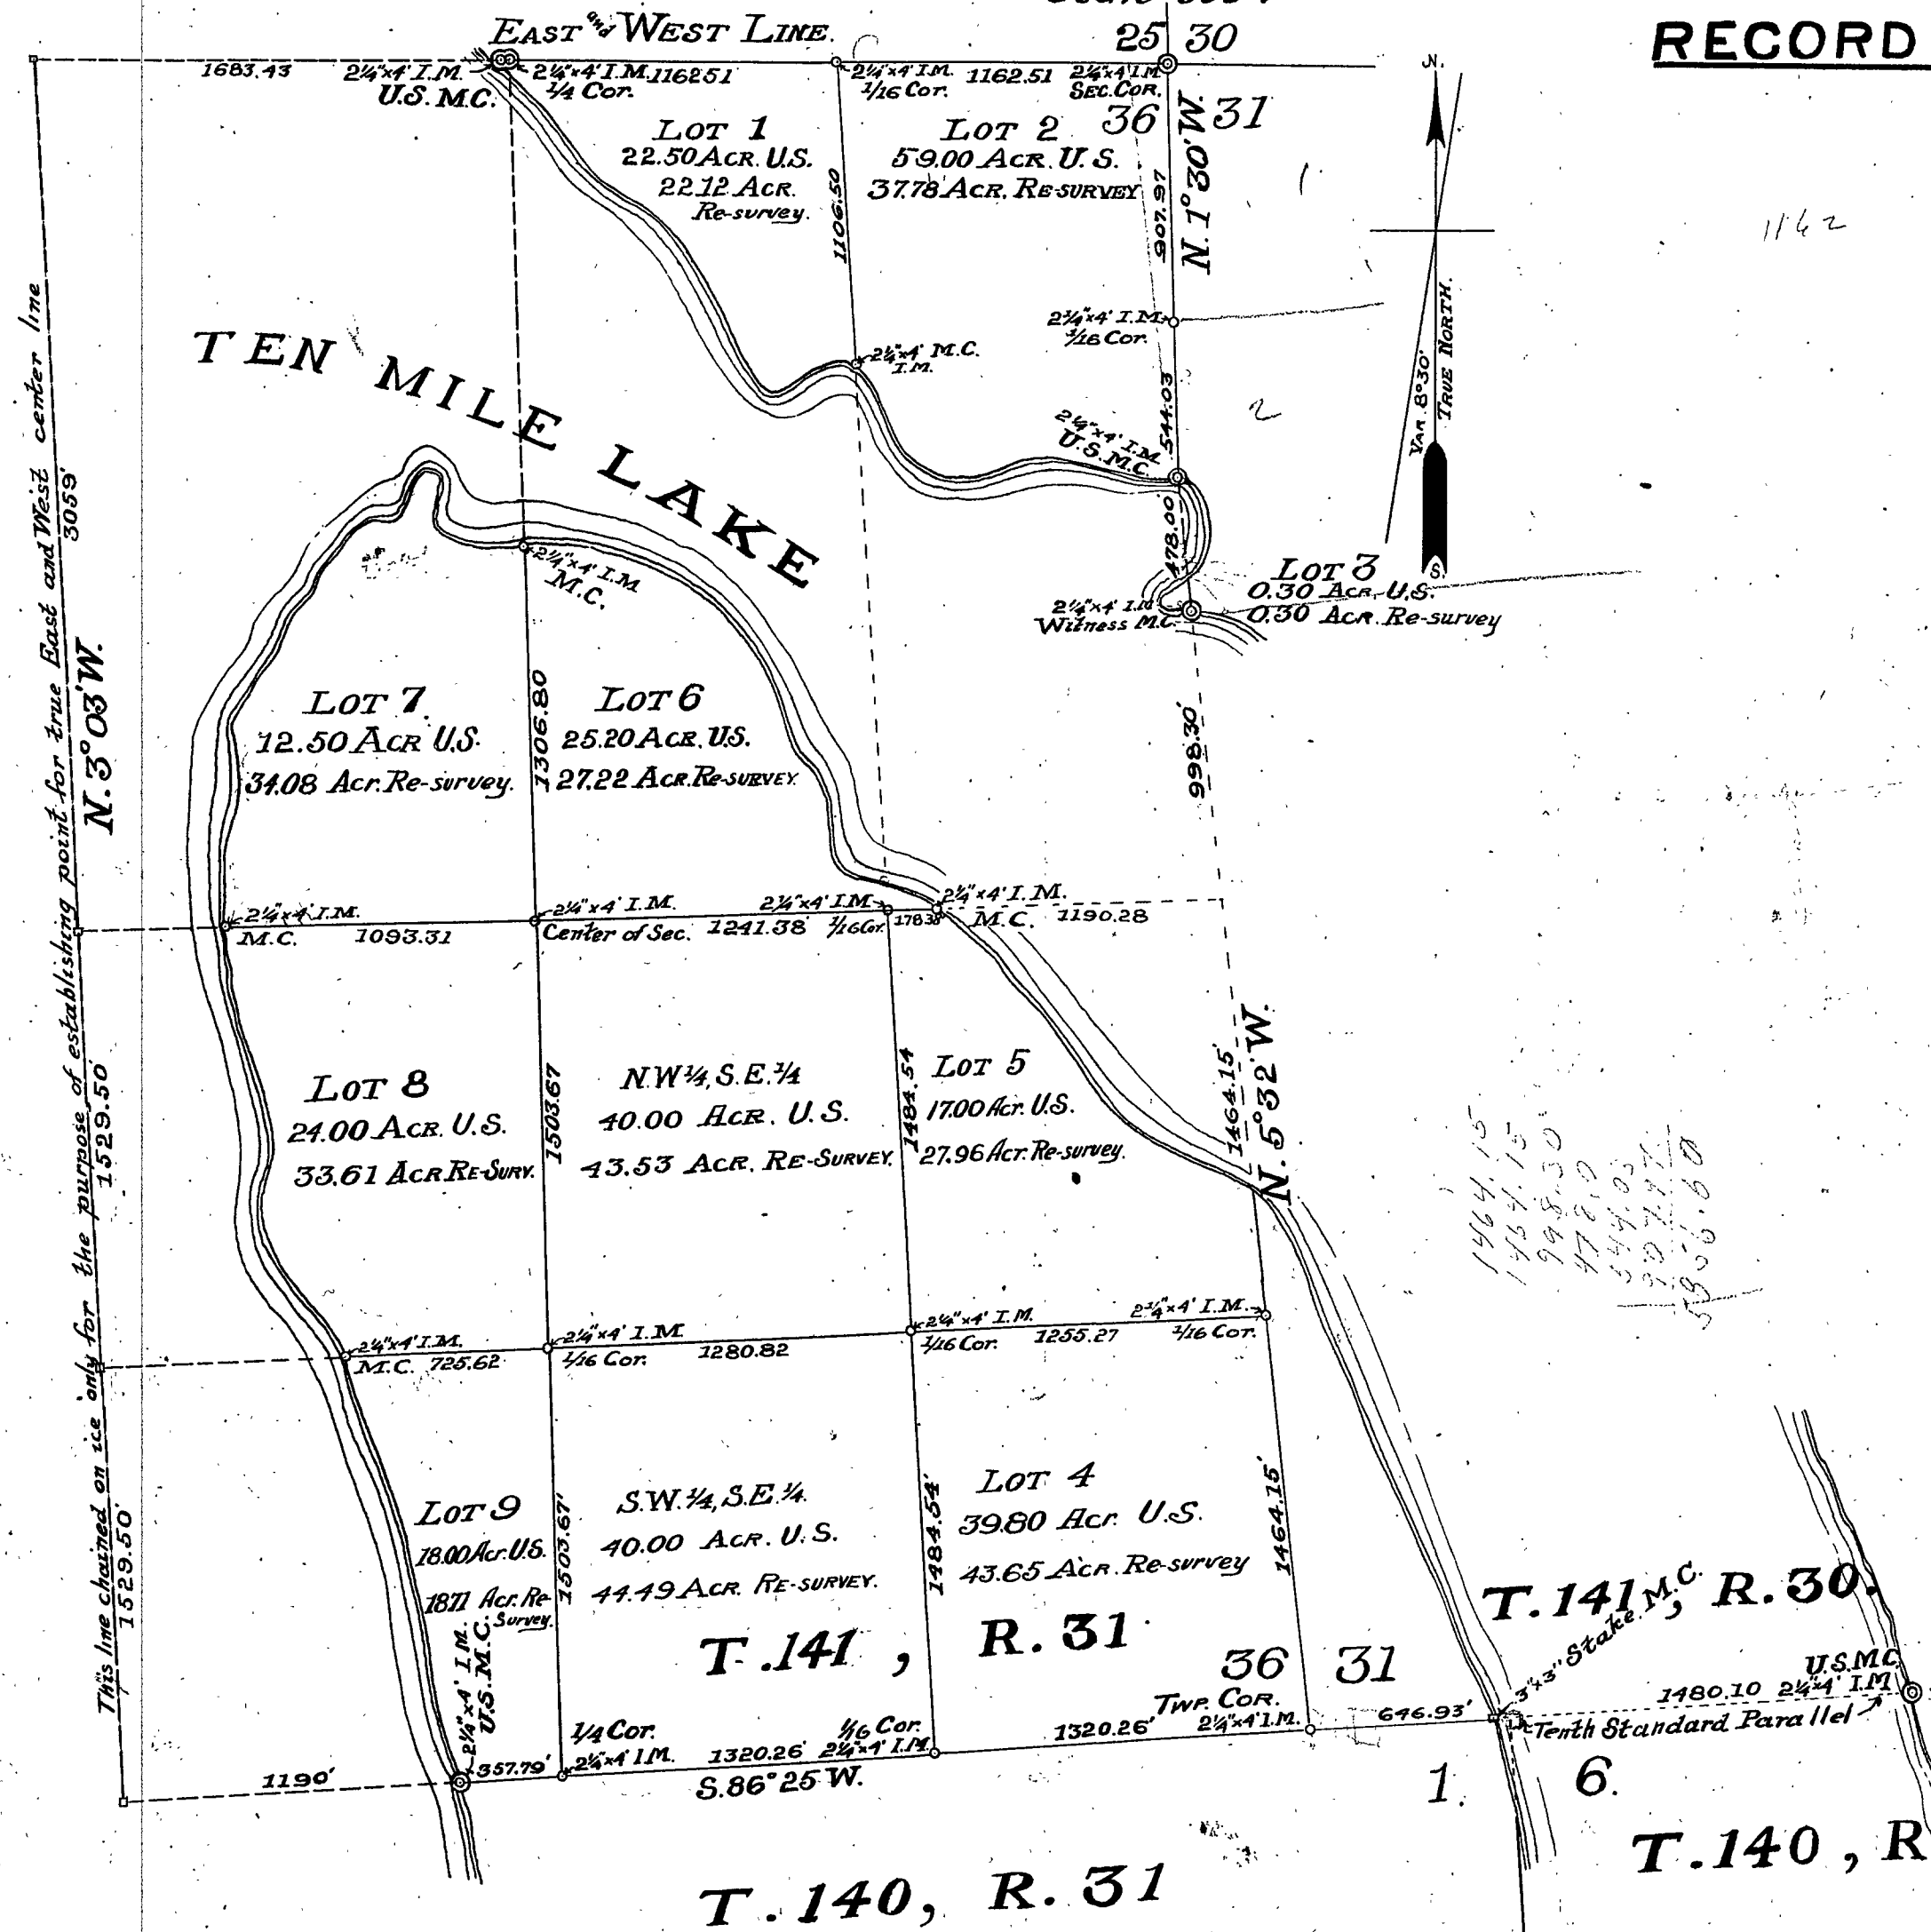 RECORD
EAST and WEST LINE.
25 30
36 31
1683.43
2¼"x4' I.M.
U.S. M.C.
2¼"x4' I.M. 1162.51
¼ Cor.
2¼"x4' I.M. 1162.51
1/16 Cor.
2¼"x4' I.M
SEC. COR.
LOT 1
22.50 ACR. U.S.
22.12 ACR.
Re-survey.
LOT 2
59.00 ACR. U.S.
37.78 ACR. RE-SURVEY
1106.50
907.97
N. 1° 30' W.
N.
1162
2¼"x4' I.M.
1/16 Cor.
2¼"x4' M.C.
I.M.
544.03
2
VAR. 8°30'
TRUE NORTH.
S.
2¼"x4' I.M.
U.S.M.C.
478.00'
2¼"x4' I.M
Witness M.C.
LOT 3
0.30 ACR. U.S.
0.30 ACR. Re-survey
TEN MILE LAKE
This line chained on ice only for the purpose of establishing point for true East and West center line
3059'
N. 3° 03' W.
1529.50'
1529.50'
2¼"x4' I.M
M.C.
LOT 7.
12.50 ACR U.S.
34.08 Acr. Re-survey.
1306.80
LOT 6
25.20 ACR. U.S.
27.22 ACR. RE-SURVEY.
998.30'
2¼"x4' I.M.
M.C. 1093.31
2¼"x4' I.M.
Center of Sec. 1241.38
2¼"x4' I.M.
1/16 Cor.
178.38
2¼"x4' I.M.
M.C. 1190.28
LOT 8
24.00 ACR. U.S.
33.61 ACR RE-SURV.
1503.67
N.W ¼, S.E. ¼
40.00 ACR. U.S.
43.53 ACR. RE-SURVEY.
1484.54
LOT 5
17.00 Acr. U.S.
27.96 Acr. Re-survey.
1464.15'
N. 5° 32' W.
1464.15
1464.15
998.30
478.0
544.03
907.97
5856.60
2¼"x4' I.M.
M.C. 725.62
2¼"x4' I.M.
1/16 Cor. 1280.82
2¼"x4' I.M.
1/16 Cor. 1255.27
2¼"x4' I.M.
1/16 Cor.
LOT 9
18.00 Acr. U.S.
18.71 Acr. Re-
Survey.
1503.67'
S.W. ¼, S.E. ¼.
40.00 ACR. U.S.
44.49 ACR. RE-SURVEY.
1484.54'
LOT 4
39.80 Acr. U.S.
43.65 Acr. Re-survey
1464.15'
T. 141, R. 31
36 31
T. 141, R. 30.
3"x3" Stake M.C.
2¼"x4' I.M.
U.S.M.C.
1190'
357.79'
¼ Cor.
2¼"x4' I.M.
1320.26'
1/16 Cor.
2¼"x4' I.M.
S. 86° 25 W.
1320.26'
TWP. COR.
2¼"x4' I.M.
646.93'
1480.10
U.S.M.C.
2¼"x4' I.M
Tenth Standard Parallel
1. 6.
T. 140, R. 31
T. 140, R